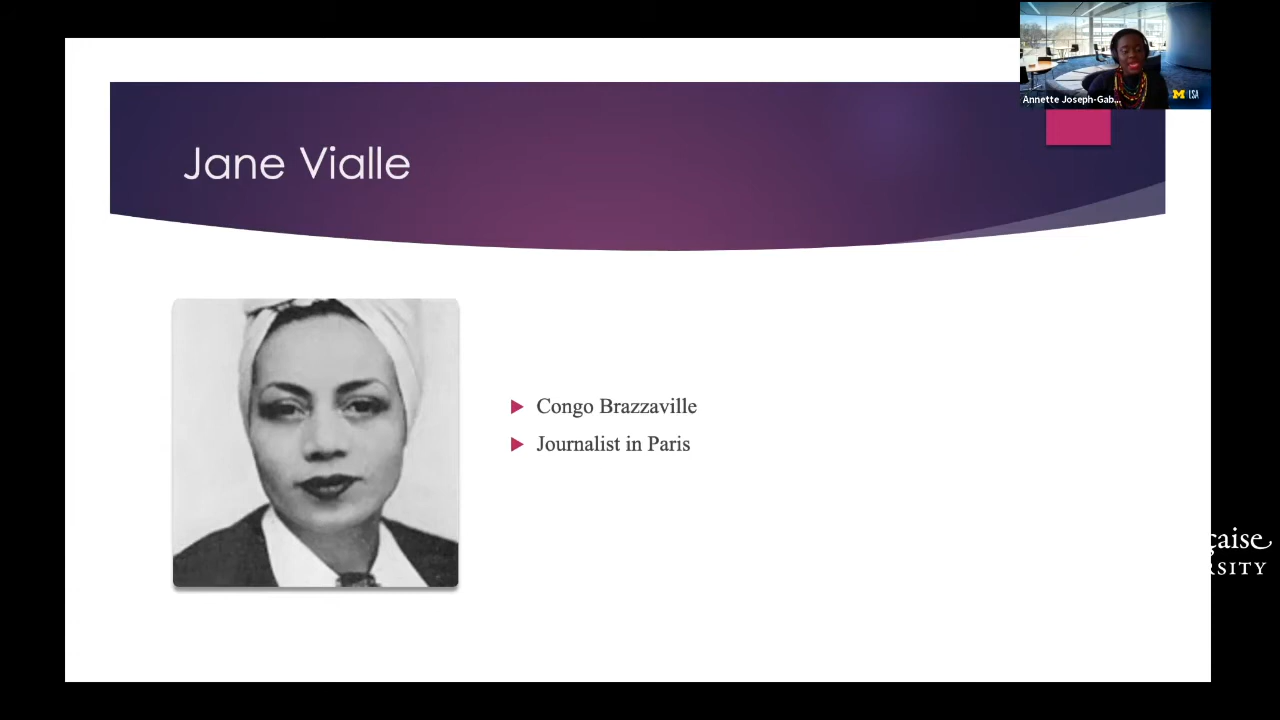 Annette Joseph-Gab...
M LSA
Jane Vialle
Congo Brazzaville
Journalist in Paris
çaise
RSITY